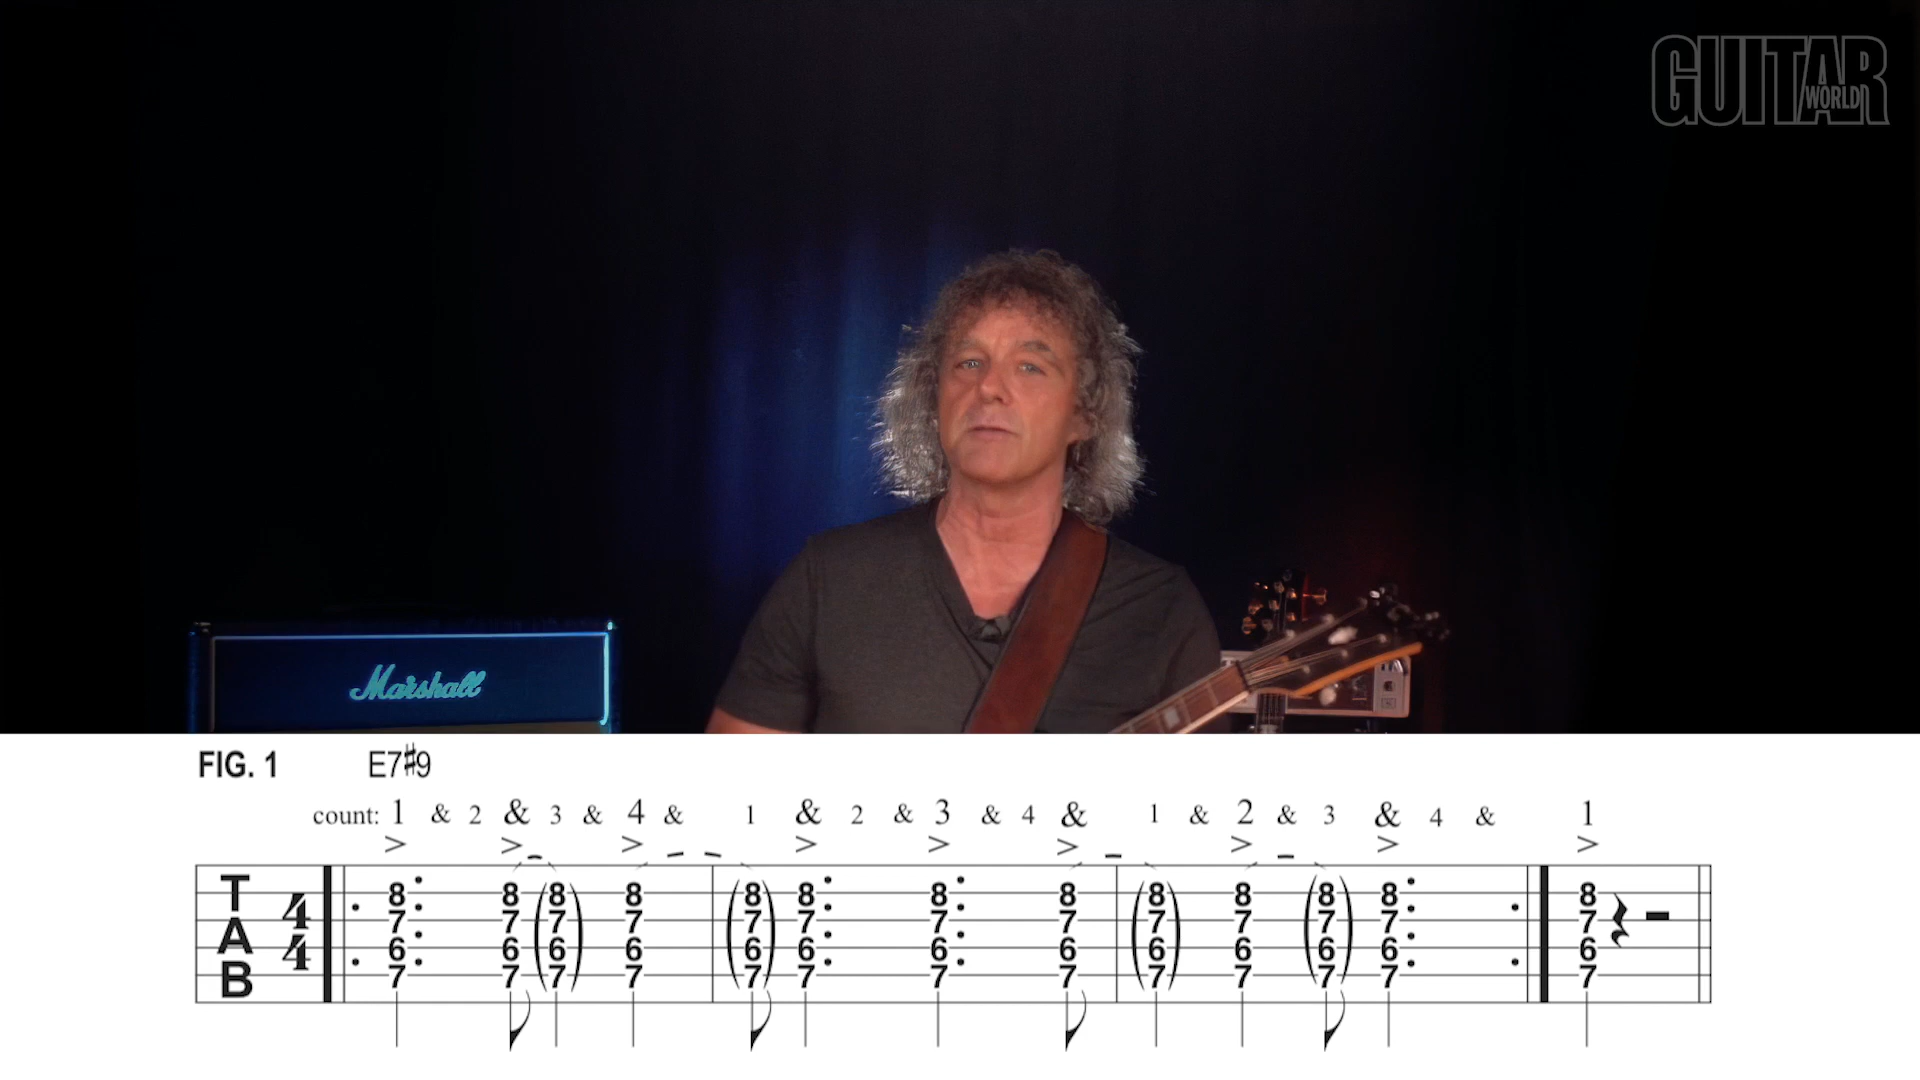 GUITAR
WORLD
Marshall
FIG. 1 E7♯9
count: 1 & 2 & 3 & 4 & 1 & 2 & 3 & 4 & 1 & 2 & 3 & 4 & 1
> > > > > > > > >
T 8 8 (8) 8 (8) 8 8 8 (8) 8 (8) 8 8
4 7 7 (7) 7 (7) 7 7 7 (7) 7 (7) 7 7
A 4 6 6 (6) 6 (6) 6 6 6 (6) 6 (6) 6 6
B 7 7 (7) 7 (7) 7 7 7 (7) 7 (7) 7 7